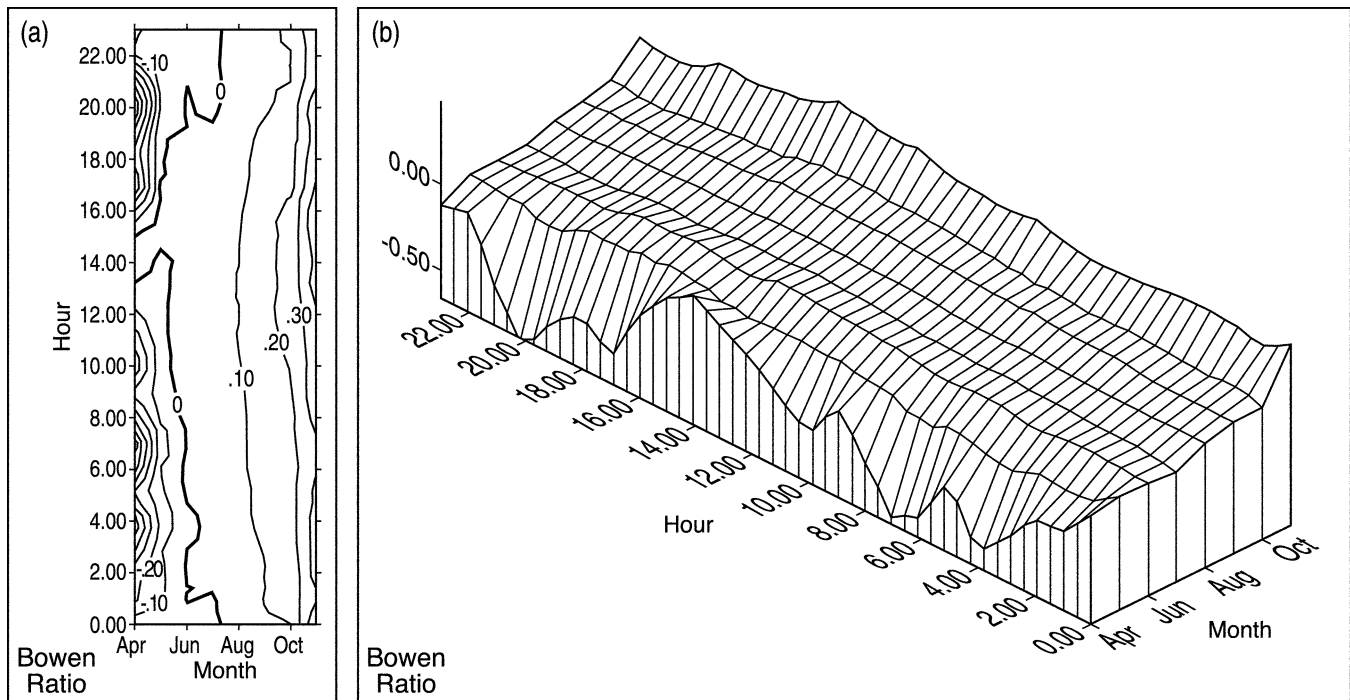 (a)
22.00
20.00
18.00
16.00
14.00
12.00
10.00
8.00
6.00
4.00
2.00
0.00
Hour
-.10
0
.30
.20
.10
0
-.20
-.10
Apr Jun Aug Oct
Month
Bowen
Ratio
(b)
0.00
-0.50
22.00
20.00
18.00
16.00
14.00
12.00
10.00
8.00
6.00
4.00
2.00
0.00
Hour
Apr Jun Aug Oct
Month
Bowen
Ratio